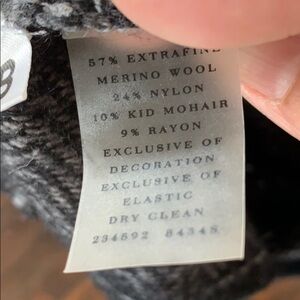 57% EXTRAFINE
MERINO WOOL
24% NYLON
10% KID MOHAIR
9% RAYON
EXCLUSIVE OF
DECORATION
EXCLUSIVE OF
ELASTIC
DRY CLEAN
234592 84348